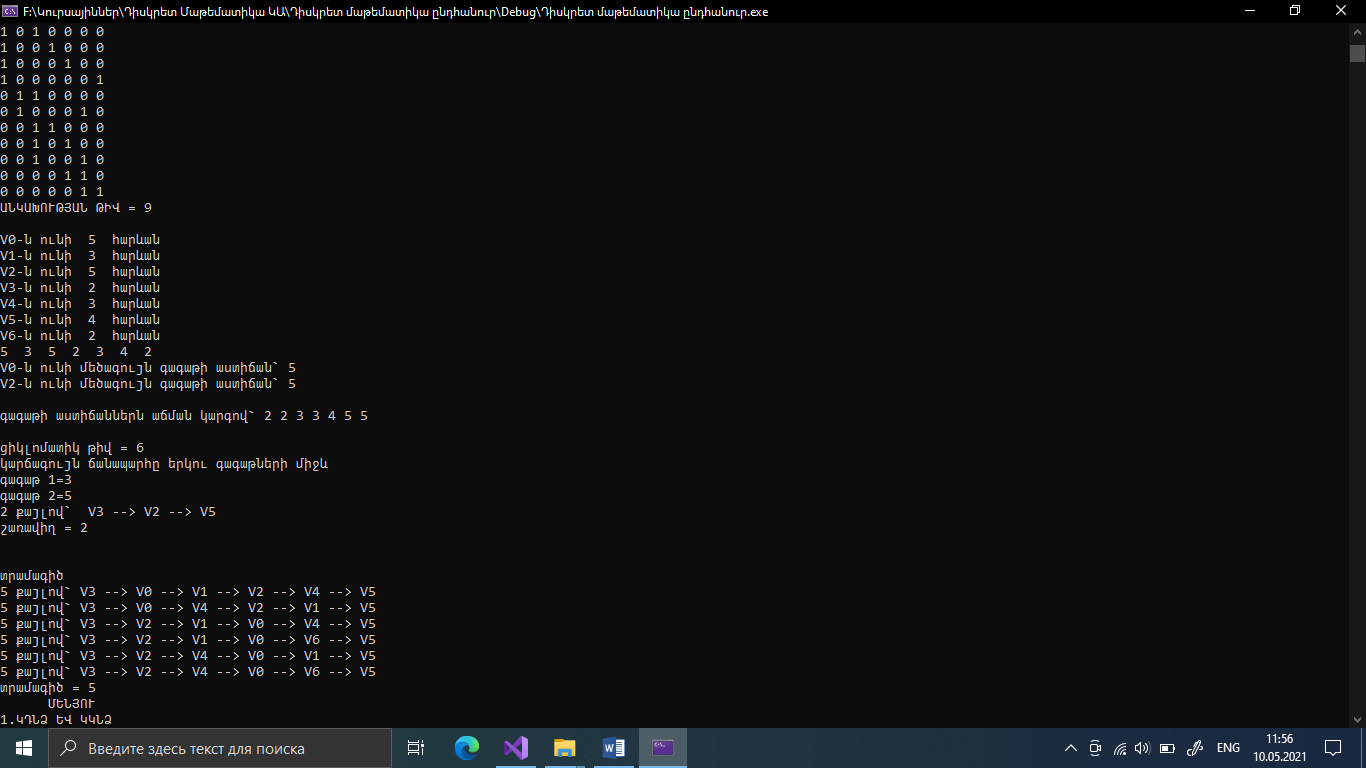 F:\Կուրսայիններ\Դիսկրետ Մաթեմատիկա ԿԱ\Դիսկրետ մաթեմատիկա ընդհանուր\Debug\Դիսկրետ մաթեմատիկա ընդհանուր.exe
1 0 1 0 0 0 0
1 0 0 1 0 0 0
1 0 0 0 1 0 0
1 0 0 0 0 0 1
0 1 1 0 0 0 0
0 1 0 0 0 1 0
0 0 1 1 0 0 0
0 0 1 0 1 0 0
0 0 1 0 0 1 0
0 0 0 0 1 1 0
0 0 0 0 0 1 1
ԱՆԿԱԽՈՒԹՅԱՆ ԹԻՎ = 9
V0-ն ունի 5 հարևան
V1-ն ունի 3 հարևան
V2-ն ունի 5 հարևան
V3-ն ունի 2 հարևան
V4-ն ունի 3 հարևան
V5-ն ունի 4 հարևան
V6-ն ունի 2 հարևան
5 3 5 2 3 4 2
V0-ն ունի մեծագույն գագաթի աստիճան` 5
V2-ն ունի մեծագույն գագաթի աստիճան` 5
գագաթի աստիճաններն աճման կարգով` 2 2 3 3 4 5 5
ցիկլոմատիկ թիվ = 6
կարճագույն ճանապարհը երկու գագաթների միջև
գագաթ 1=3
գագաթ 2=5
2 քայլով` V3 --> V2 --> V5
շառավիղ = 2
տրամագիծ
5 քայլով` V3 --> V0 --> V1 --> V2 --> V4 --> V5
5 քայլով` V3 --> V0 --> V4 --> V2 --> V1 --> V5
5 քայլով` V3 --> V2 --> V1 --> V0 --> V4 --> V5
5 քայլով` V3 --> V2 --> V1 --> V0 --> V6 --> V5
5 քայլով` V3 --> V2 --> V4 --> V0 --> V1 --> V5
5 քայլով` V3 --> V2 --> V4 --> V0 --> V6 --> V5
տրամագիծ = 5
ՄԵՆՅՈՒ
1.ԿԴՆՁ ԵՎ ԿԿՆՁ
Введите здесь текст для поиска
ENG
11:56
10.05.2021